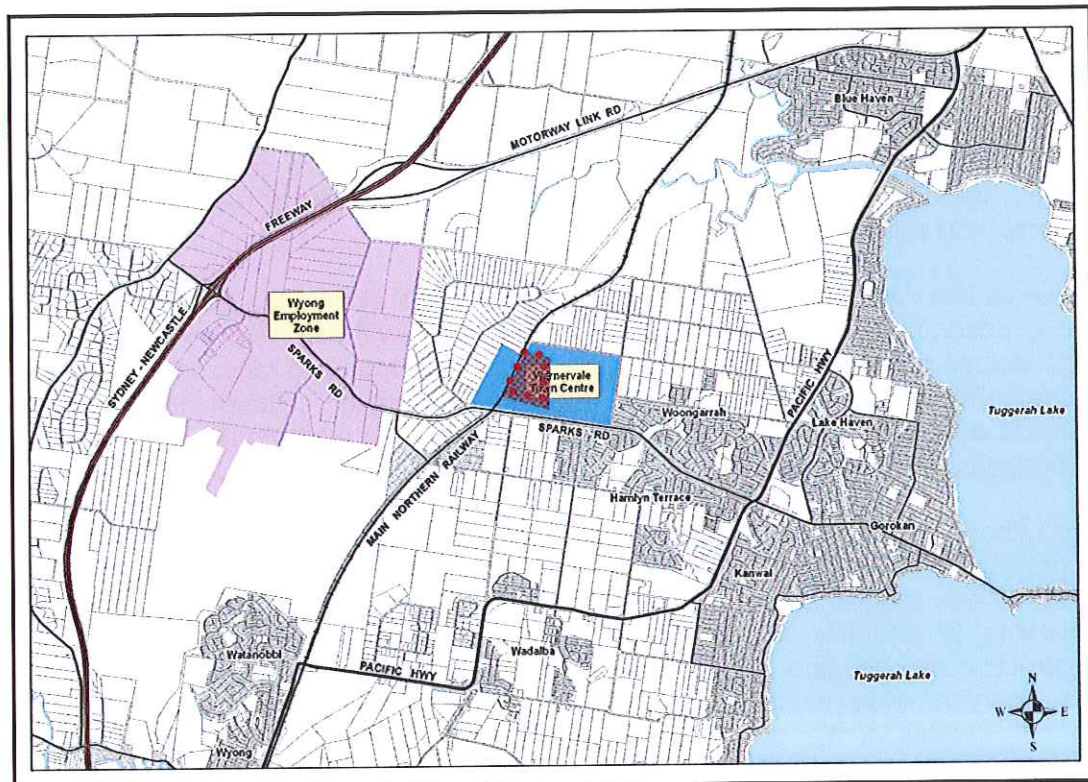 Blue Haven
MOTORWAY LINK RD
FREEWAY
SYDNEY - NEWCASTLE
Wyong
Employment
Zone
SPARKS RD
Town Centre
Woongarrah
SPARKS RD
PACIFIC HWY
Lake Haven
Tuggerah Lake
MAIN NORTHERN RAILWAY
Hamlyn Terrace
Gorokan
Kanwal
Watanobbi
PACIFIC HWY
Wadalba
Tuggerah Lake
Wyong
N
W E
S